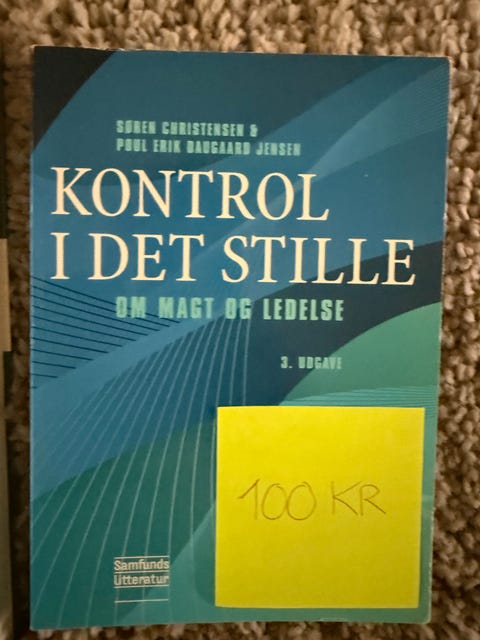 SØREN CHRISTENSEN &
POUL ERIK DAUGAARD JENSEN
KONTROL
I DET STILLE
OM MAGT OG LEDELSE
3. UDGAVE
100 KR
Samfunds
Litteratur